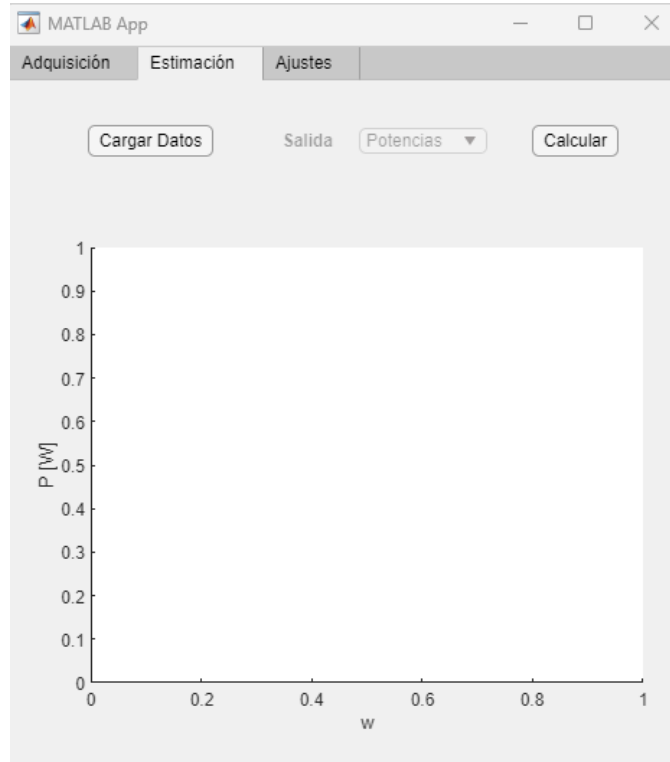 MATLAB App
Adquisición Estimación Ajustes
Cargar Datos Salida Potencias Calcular
1
0.9
0.8
0.7
0.6
P [W]
0.5
0.4
0.3
0.2
0.1
0
0 0.2 0.4 0.6 0.8 1
w